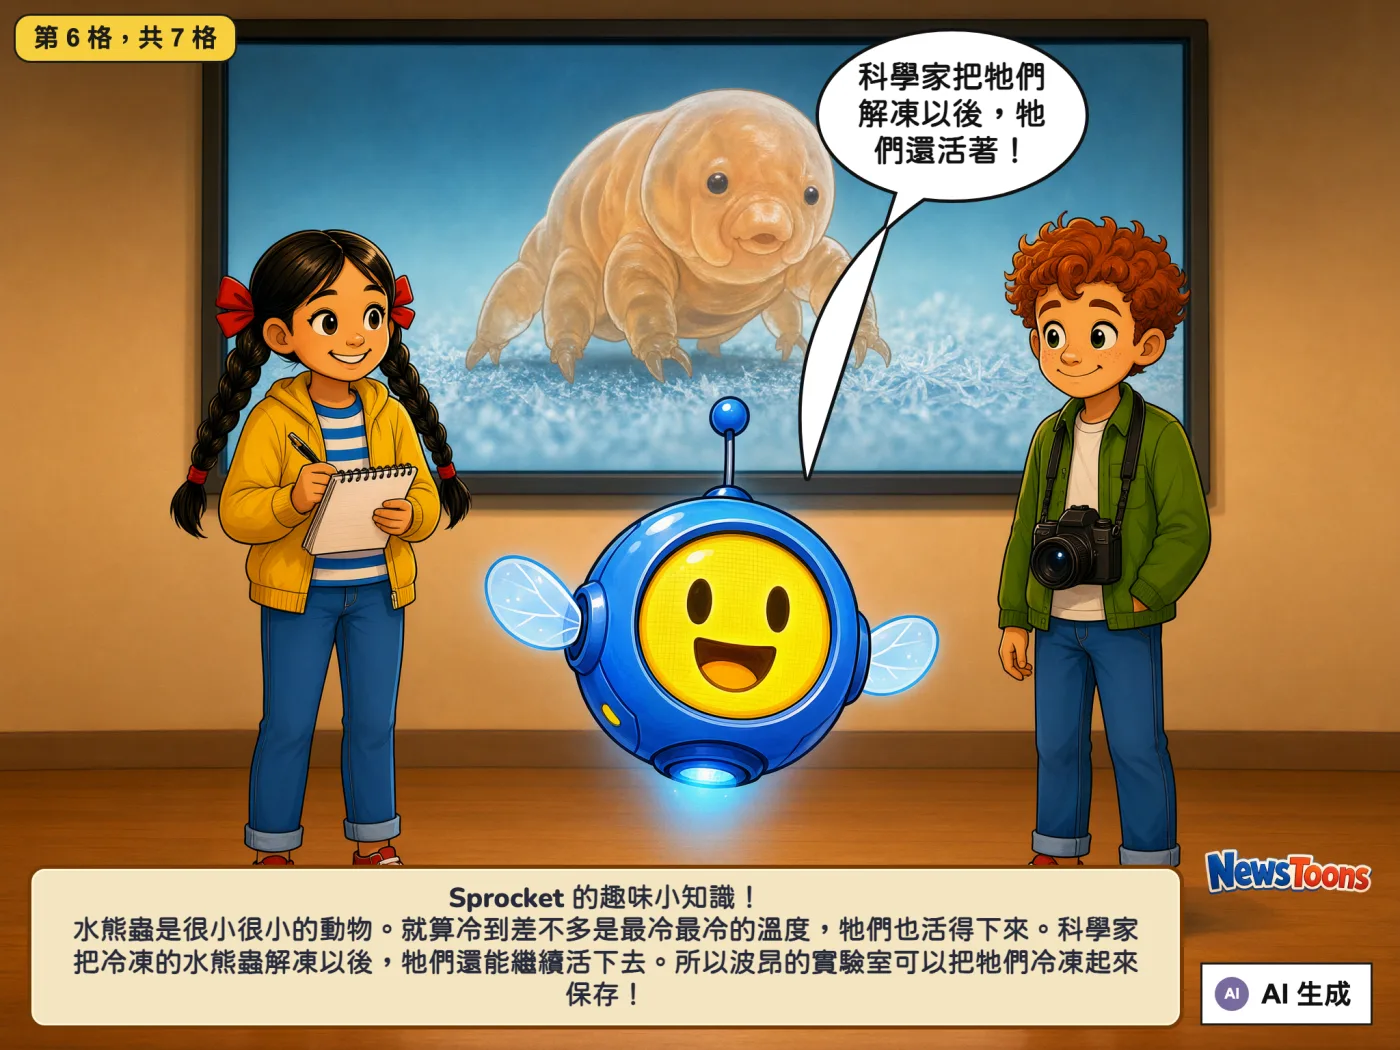 第 6 格，共 7 格
科學家把牠們
解凍以後，牠
們還活著！
Sprocket 的趣味小知識！
水熊蟲是很小很小的動物。就算冷到差不多是最冷最冷的溫度，牠們也活得下來。科學家
把冷凍的水熊蟲解凍以後，牠們還能繼續活下去。所以波昂的實驗室可以把牠們冷凍起來
保存！
NewsToons
AI AI 生成